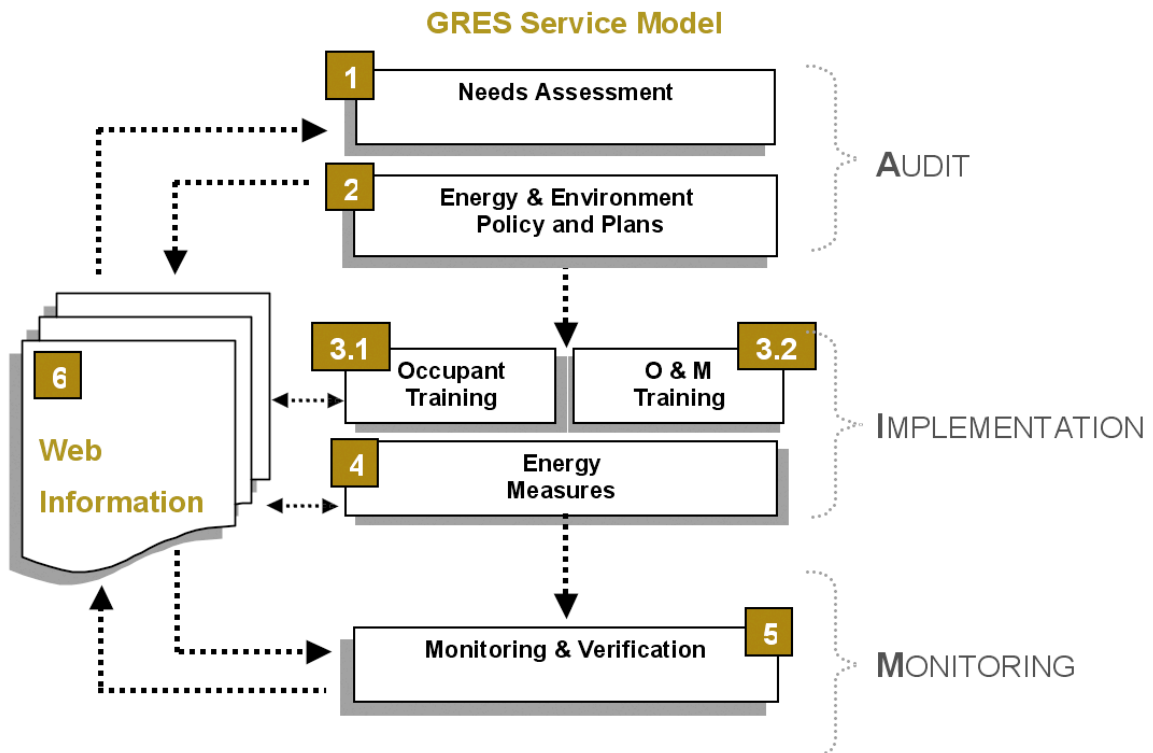 GRES Service Model
1
Needs Assessment
2
Energy & Environment
Policy and Plans
AUDIT
3.1
Occupant
Training
3.2
O & M
Training
4
Energy
Measures
IMPLEMENTATION
6
Web
Information
5
Monitoring & Verification
MONITORING